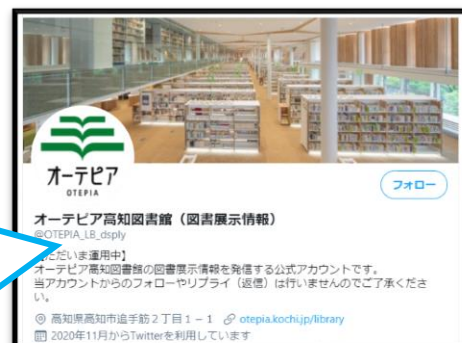 オーテピア
OTEPIA
フォロー
オーテピア高知図書館（図書展示情報）
@OTEPIA_LB_dsply
ただいま運用中】
オーテピア高知図書館の図書展示情報を発信する公式アカウントです。
当アカウントからのフォローやリプライ（返信）は行いませんのでご了承くださ
い。
高知県高知市追手筋２丁目１－１ otepia.kochi.jp/library
2020年11月からTwitterを利用しています